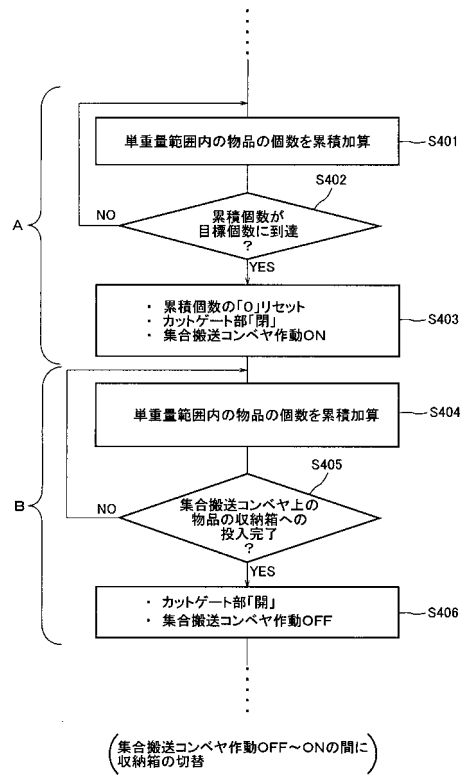 A
単重量範囲内の物品の個数を累積加算
S401
S402
NO
累積個数が
目標個数に到達
?
YES
・ 累積個数の「0」リセット
・ カットゲート部「閉」
・ 集合搬送コンベヤ作動ON
S403
B
単重量範囲内の物品の個数を累積加算
S404
S405
NO
集合搬送コンベヤ上の
物品の収納箱への
投入完了
?
YES
・ カットゲート部「開」
・ 集合搬送コンベヤ作動OFF
S406
(集合搬送コンベヤ作動OFF~ONの間に
収納箱の切替)